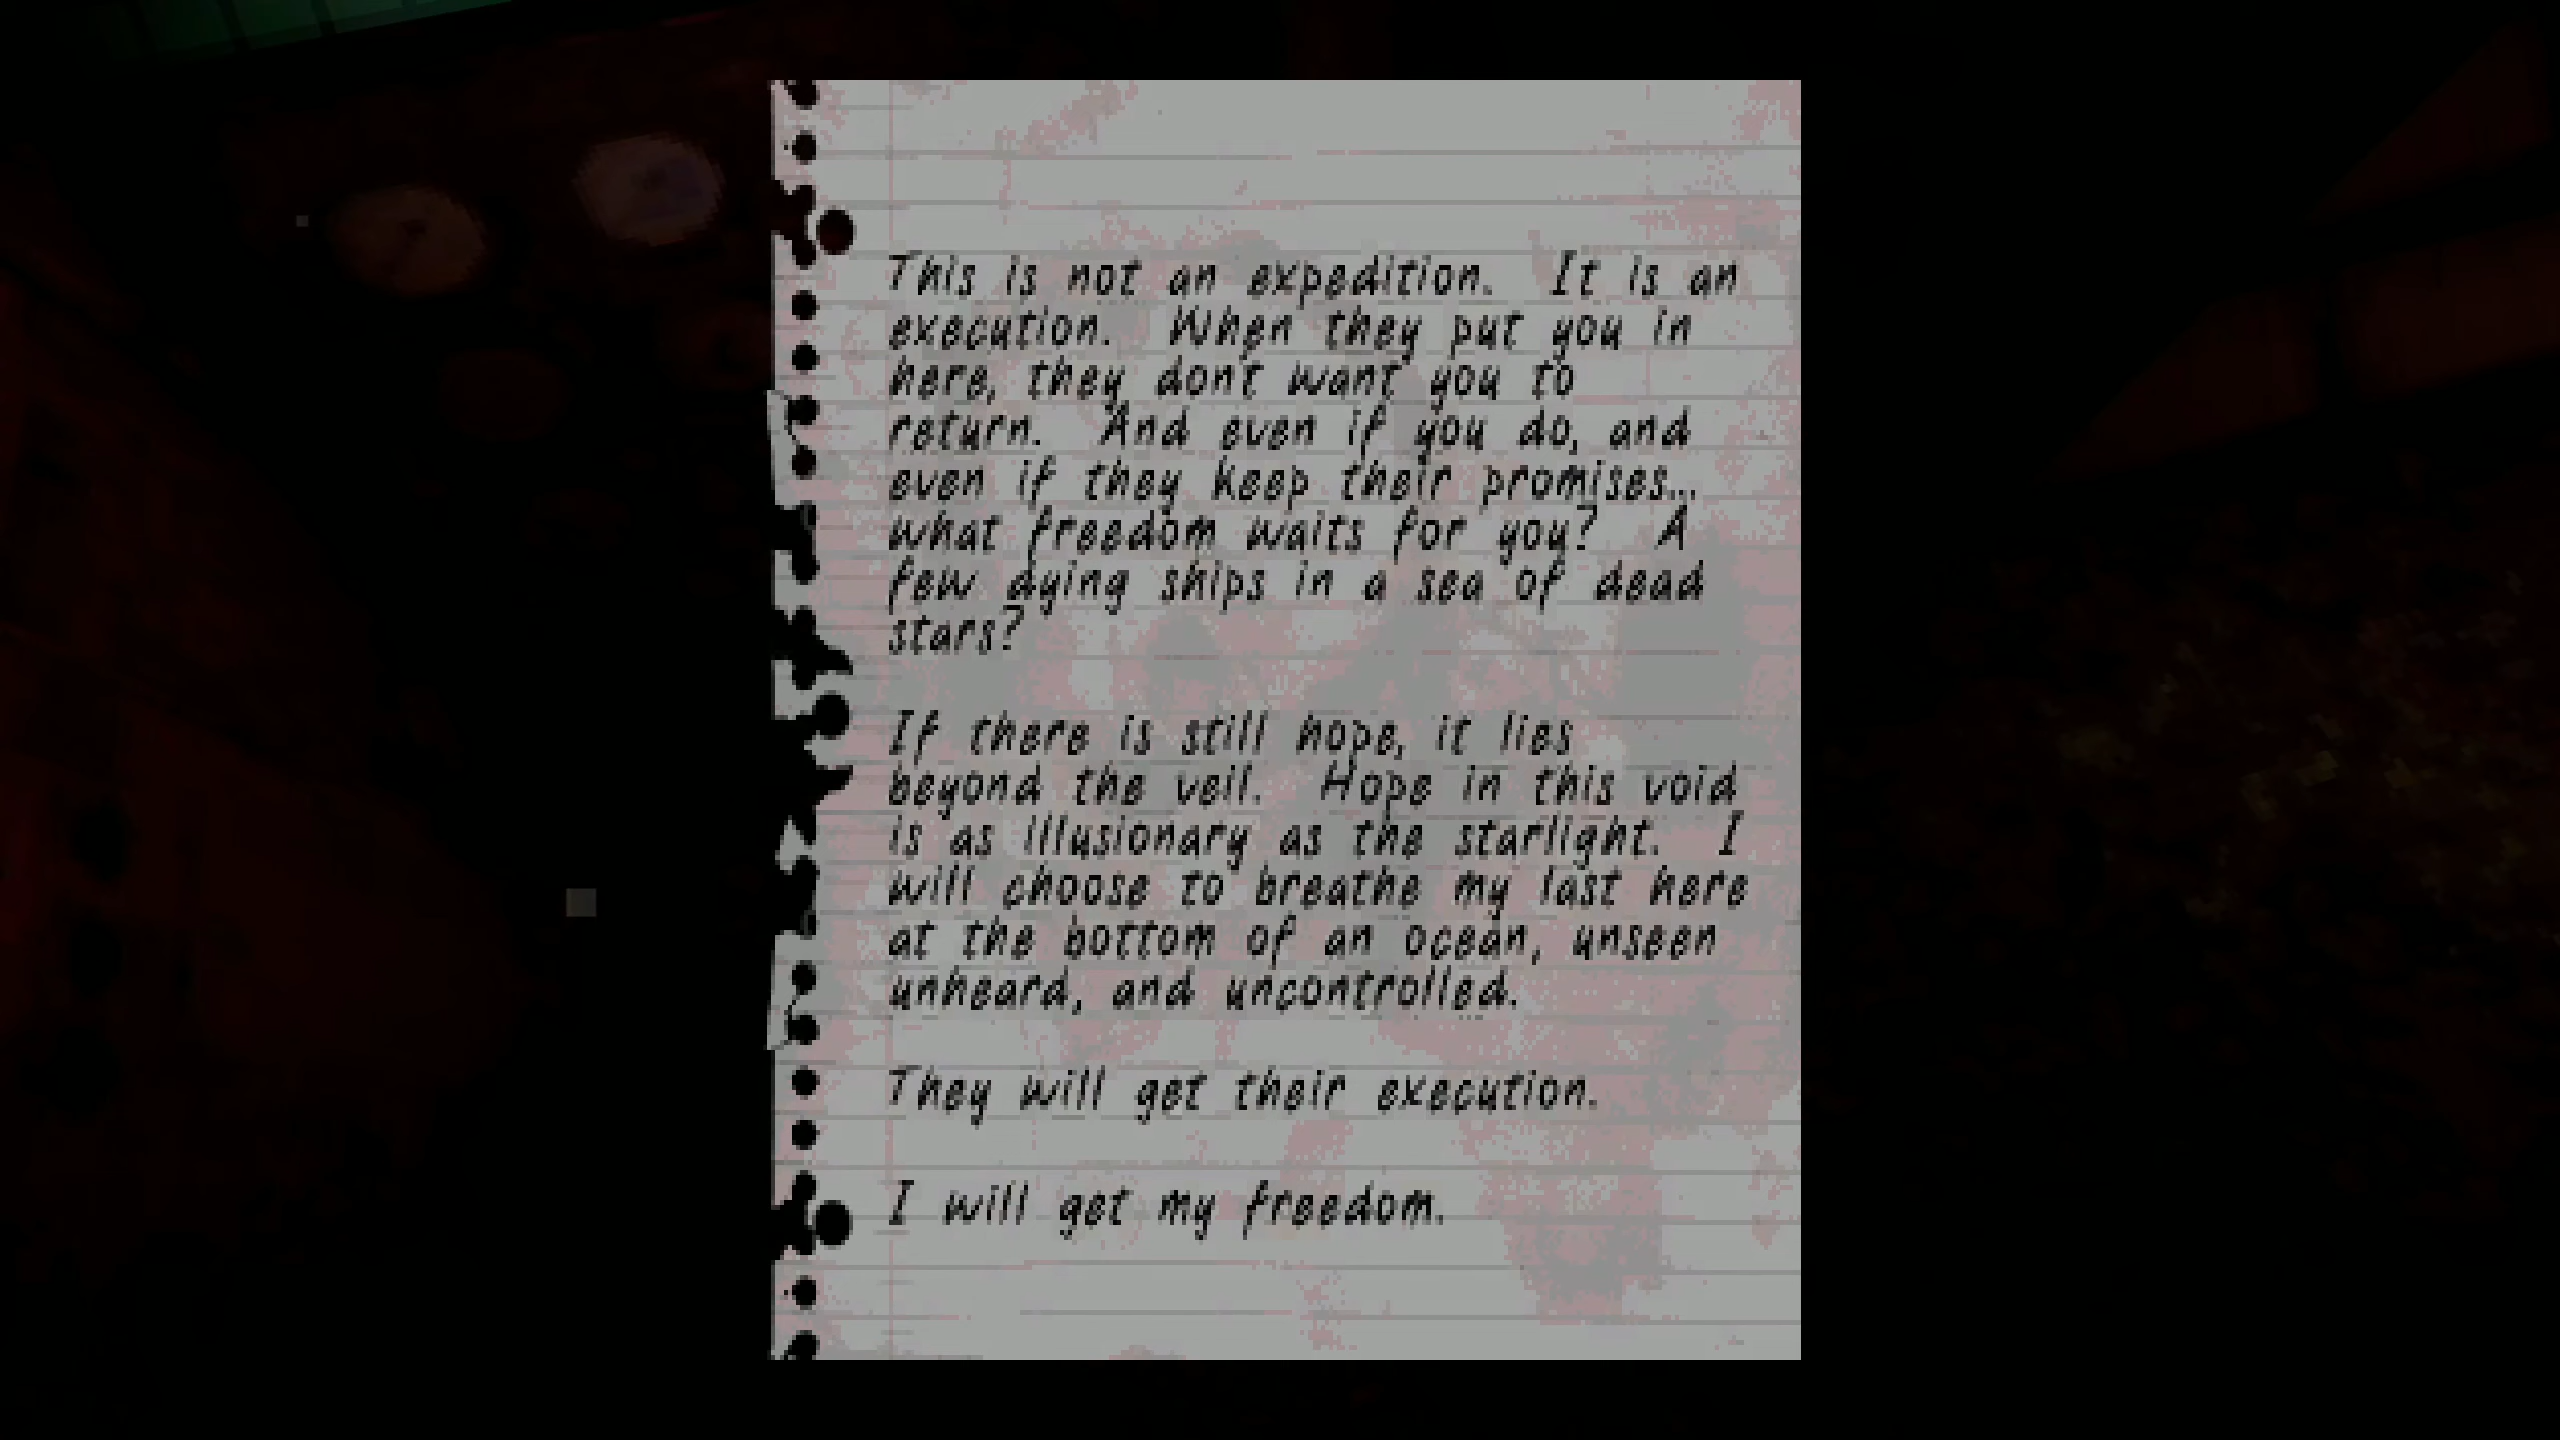 This is not an expedition. It is an
execution. When they put you in
here, they don't want you to
return. And even if you do, and
even if they keep their promises...
what freedom waits for you? A
few dying ships in a sea of dead
stars?
If there is still hope, it lies
beyond the veil. Hope in this void
is as illusionary as the starlight. I
will choose to breathe my last here
at the bottom of an ocean, unseen
unheard, and uncontrolled.
They will get their execution.
I will get my freedom.